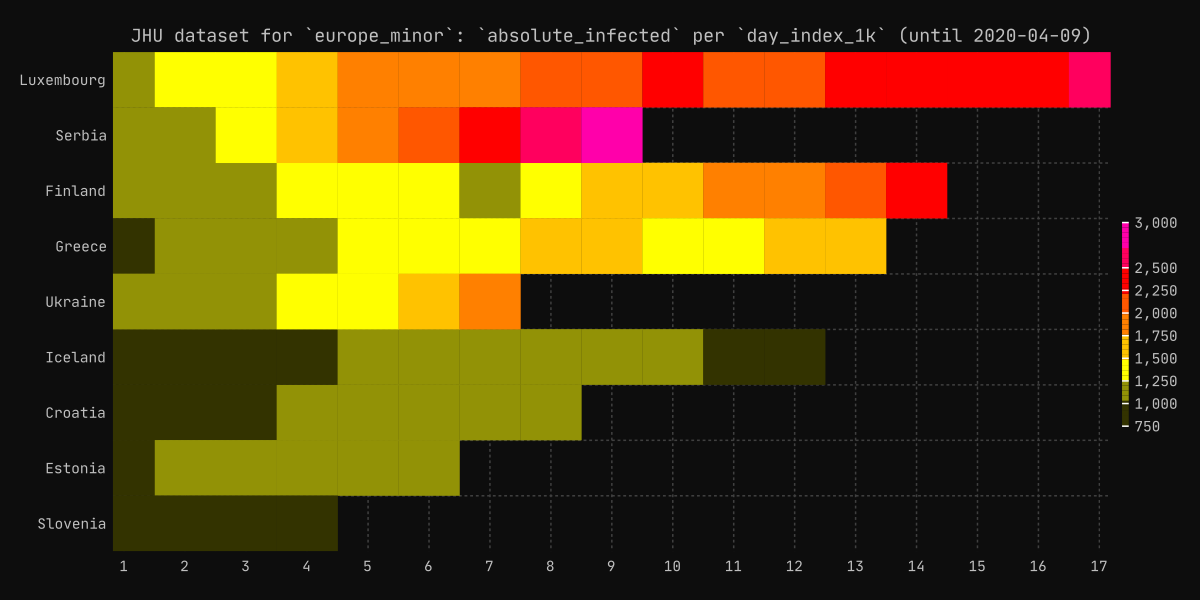 JHU dataset for `europe_minor`: `absolute_infected` per `day_index_1k` (until 2020-04-09)
Luxembourg
Serbia
Finland
Greece
Ukraine
Iceland
Croatia
Estonia
Slovenia
3,000
2,500
2,250
2,000
1,750
1,500
1,250
1,000
750
1 2 3 4 5 6 7 8 9 10 11 12 13 14 15 16 17